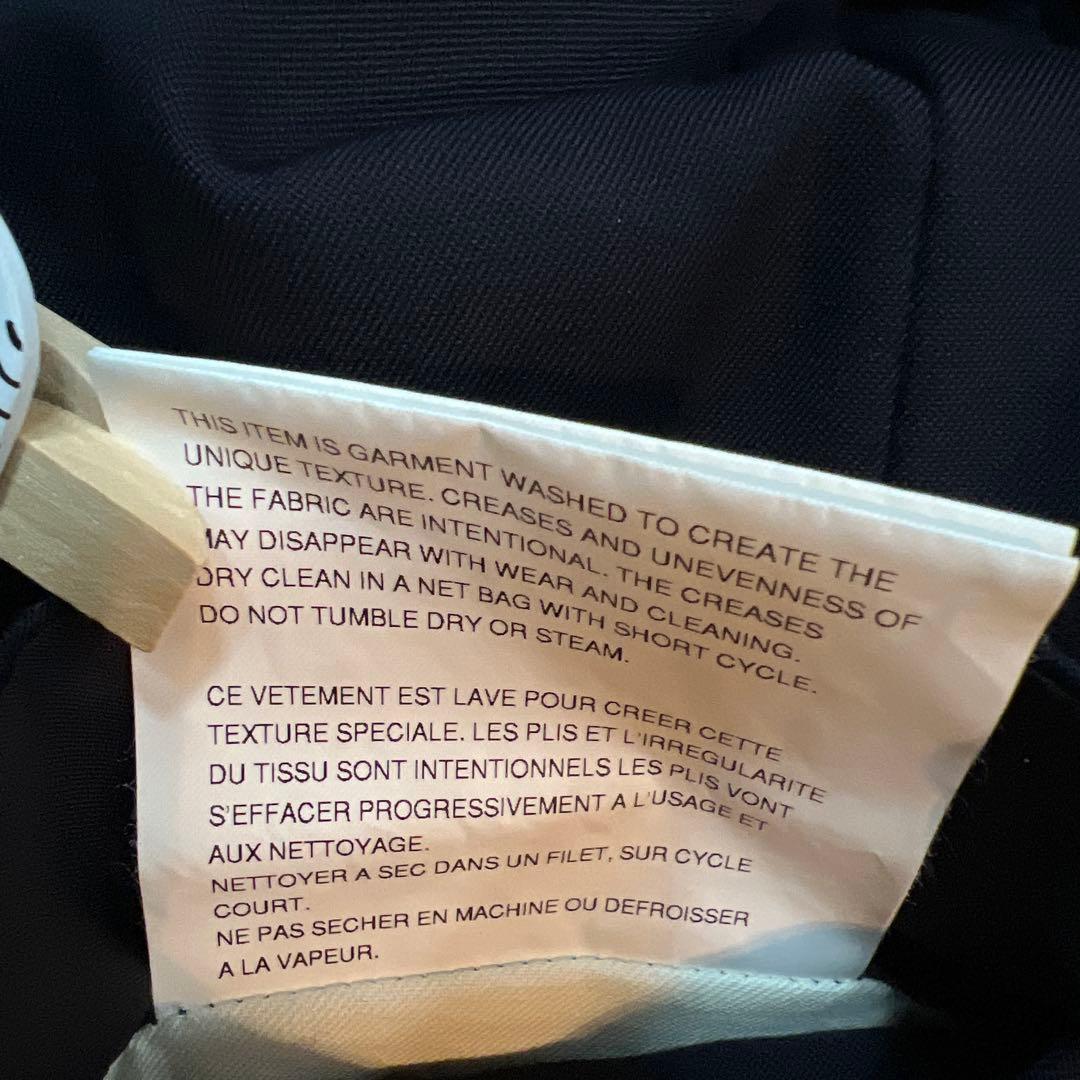 THIS ITEM IS GARMENT WASHED TO CREATE THE
UNIQUE TEXTURE. CREASES AND UNEVENNESS OF
THE FABRIC ARE INTENTIONAL. THE CREASES
MAY DISAPPEAR WITH WEAR AND CLEANING.
DRY CLEAN IN A NET BAG WITH SHORT CYCLE.
DO NOT TUMBLE DRY OR STEAM.
CE VETEMENT EST LAVE POUR CREER CETTE
TEXTURE SPECIALE. LES PLIS ET L'IRREGULARITE
DU TISSU SONT INTENTIONNELS LES PLIS VONT
S'EFFACER PROGRESSIVEMENT A L'USAGE ET
AUX NETTOYAGE.
NETTOYER A SEC DANS UN FILET, SUR CYCLE
COURT.
NE PAS SECHER EN MACHINE OU DEFROISSER
A LA VAPEUR.